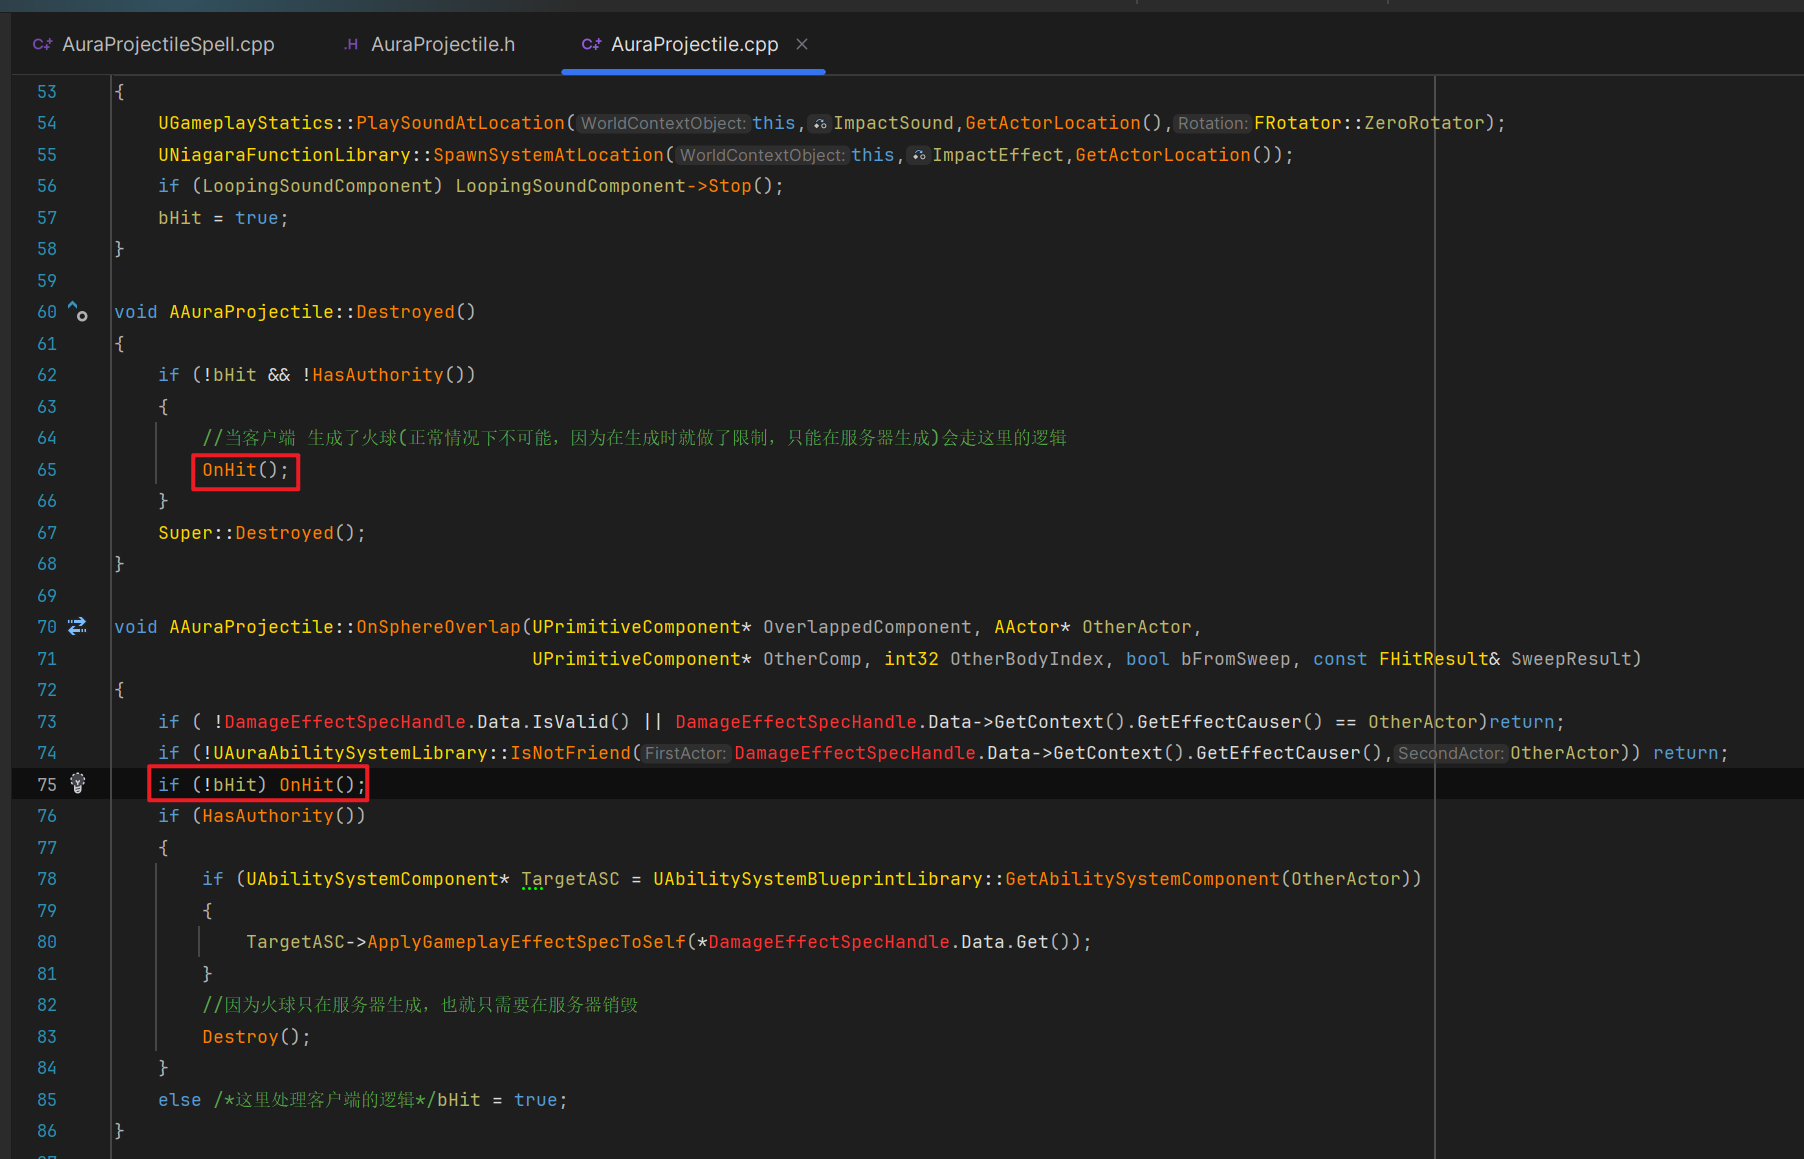 AuraProjectileSpell.cpp
AuraProjectile.h
AuraProjectile.cpp
53 {
54 UGameplayStatics::PlaySoundAtLocation(WorldContextObject:this,ImpactSound,GetActorLocation(),Rotation:FRotator::ZeroRotator);
55 UNiagaraFunctionLibrary::SpawnSystemAtLocation(WorldContextObject:this,ImpactEffect,GetActorLocation());
56 if (LoopingSoundComponent) LoopingSoundComponent->Stop();
57 bHit = true;
58 }
59
60 void AAuraProjectile::Destroyed()
61 {
62 if (!bHit && !HasAuthority())
63 {
64 //当客户端 生成了火球(正常情况下不可能，因为在生成时就做了限制，只能在服务器生成)会走这里的逻辑
65 OnHit();
66 }
67 Super::Destroyed();
68 }
69
70 void AAuraProjectile::OnSphereOverlap(UPrimitiveComponent* OverlappedComponent, AActor* OtherActor,
71 UPrimitiveComponent* OtherComp, int32 OtherBodyIndex, bool bFromSweep, const FHitResult& SweepResult)
72 {
73 if ( !DamageEffectSpecHandle.Data.IsValid() || DamageEffectSpecHandle.Data->GetContext().GetEffectCauser() == OtherActor)return;
74 if (!UAuraAbilitySystemLibrary::IsNotFriend(FirstActor:DamageEffectSpecHandle.Data->GetContext().GetEffectCauser(),SecondActor:OtherActor)) return;
75 if (!bHit) OnHit();
76 if (HasAuthority())
77 {
78 if (UAbilitySystemComponent* TargetASC = UAbilitySystemBlueprintLibrary::GetAbilitySystemComponent(OtherActor))
79 {
80 TargetASC->ApplyGameplayEffectSpecToSelf(*DamageEffectSpecHandle.Data.Get());
81 }
82 //因为火球只在服务器生成，也就只需要在服务器销毁
83 Destroy();
84 }
85 else /*这里处理客户端的逻辑*/bHit = true;
86 }